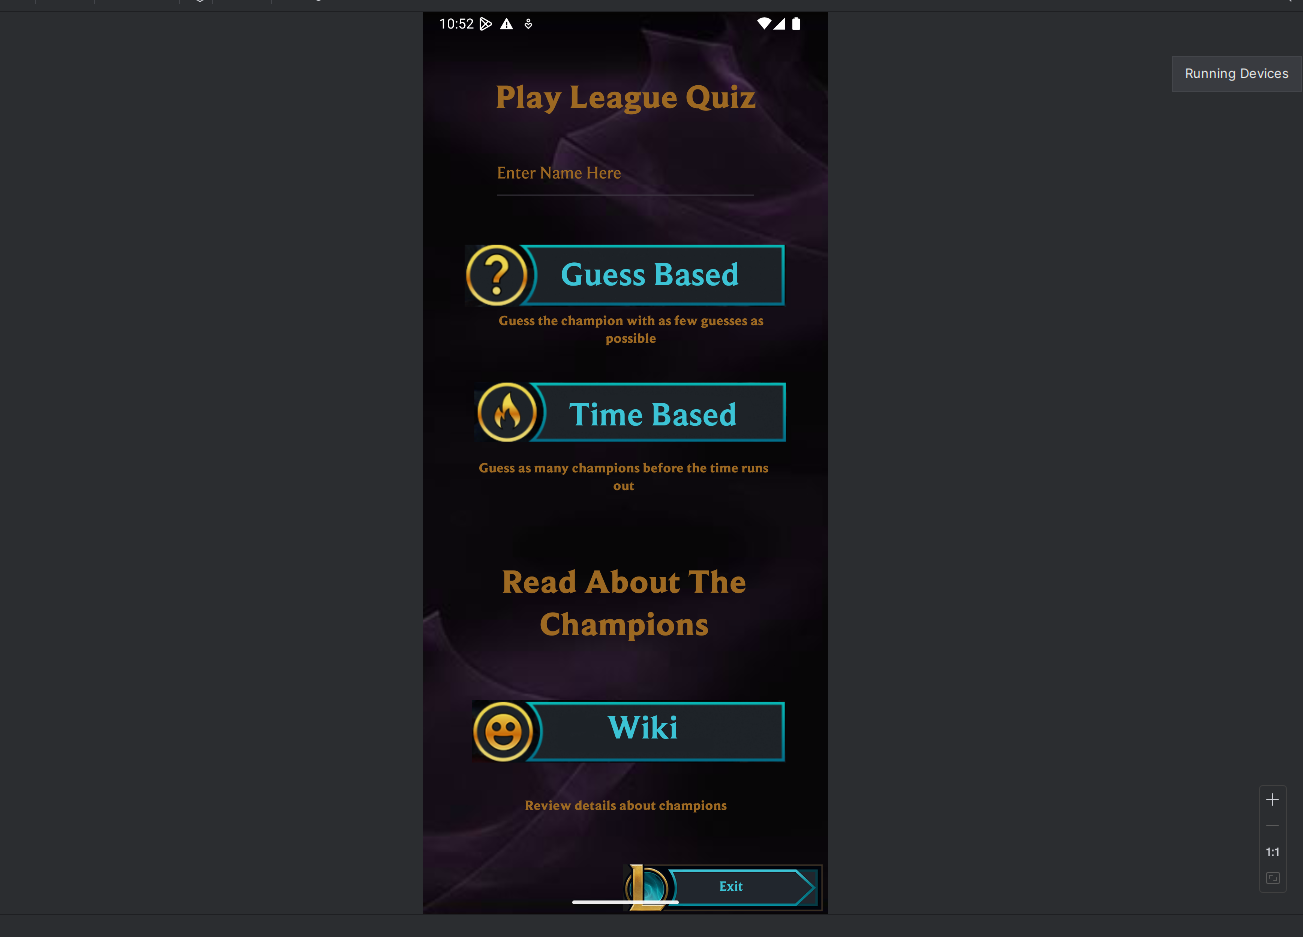 10:52
Running Devices
Play League Quiz
Enter Name Here
Guess Based
Guess the champion with as few guesses as
possible
Time Based
Guess as many champions before the time runs
out
Read About The
Champions
Wiki
Review details about champions
1:1
Exit